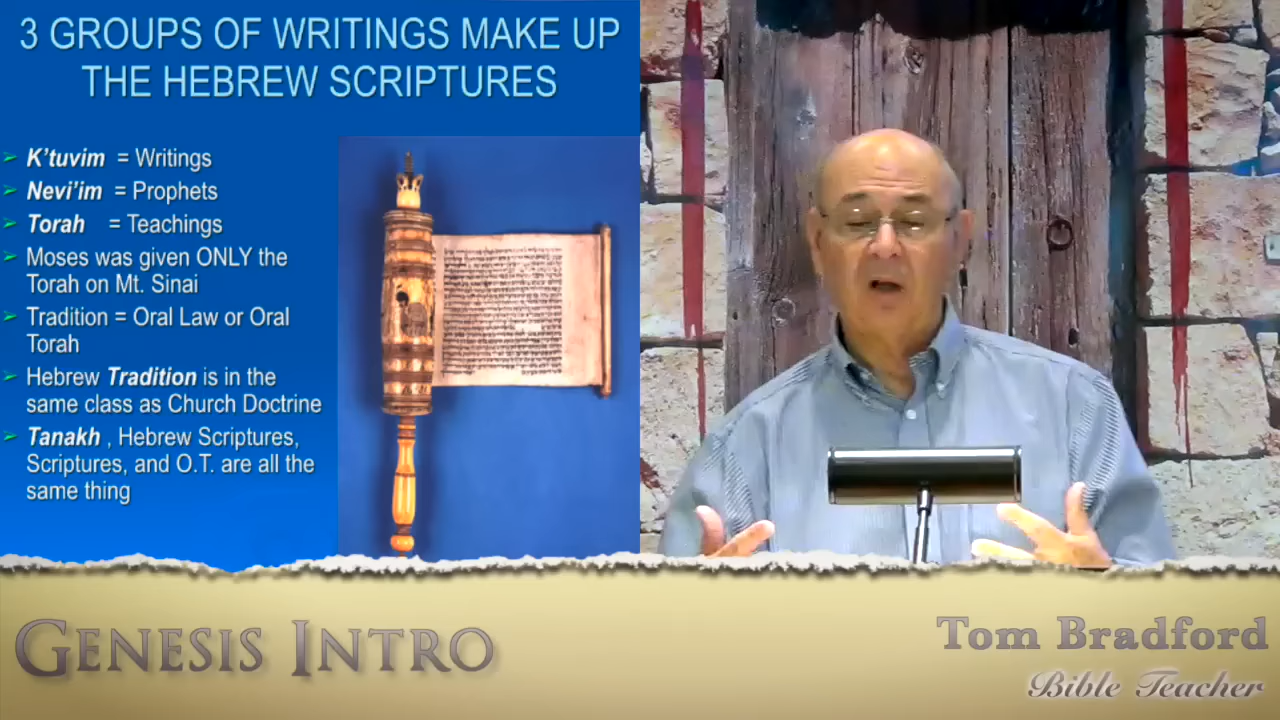 3 GROUPS OF WRITINGS MAKE UP
THE HEBREW SCRIPTURES
K'tuvim = Writings
Nevi'im = Prophets
Torah = Teachings
Moses was given ONLY the
Torah on Mt. Sinai
Tradition = Oral Law or Oral
Torah
Hebrew Tradition is in the
same class as Church Doctrine
Tanakh , Hebrew Scriptures,
Scriptures, and O.T. are all the
same thing
GENESIS INTRO
Tom Bradford
Bible Teacher